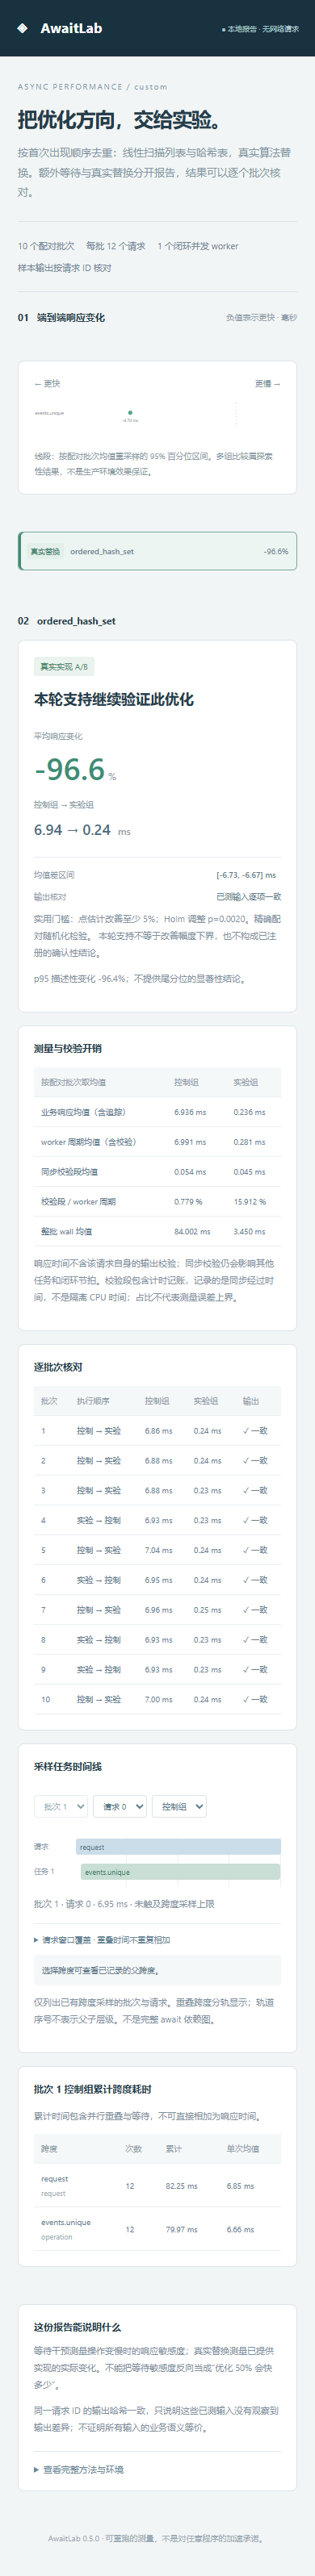 AwaitLab
● 本地报告 · 无网络请求
ASYNC PERFORMANCE / custom
把优化方向，交给实验。
按首次出现顺序去重：线性扫描列表与哈希表，真实算法替
换。额外等待与真实替换分开报告，结果可以逐个批次核
对。
10 个配对批次 每批 12 个请求 1 个闭环并发 worker
样本输出按请求 ID 核对
01 端到端响应变化 负值表示更快 · 毫秒
← 更快 更慢 →
events.unique
-6.70 ms
线段：按配对批次均值重采样的 95% 百分位区间。多组比较属探索
性结果，不是生产环境效果保证。
真实替换 ordered_hash_set -96.6%
02 ordered_hash_set
真实实现 A/B
本轮支持继续验证此优化
平均响应变化
-96.6 %
控制组 → 实验组
6.94 → 0.24 ms
均值差区间 [-6.73, -6.67] ms
输出核对 已测输入逐项一致
实用门槛：点估计改善至少 5%；Holm 调整 p=0.0020。精确配
对随机化检验。 本轮支持不等于改善幅度下界，也不构成已注
册的确认性结论。
p95 描述性变化 -96.4%；不提供尾分位的显著性结论。
测量与校验开销
按配对批次取均值 控制组 实验组
业务响应均值（含追踪） 6.936 ms 0.236 ms
worker 周期均值（含校验） 6.991 ms 0.281 ms
同步校验段均值 0.054 ms 0.045 ms
校验段 / worker 周期 0.779 % 15.912 %
整批 wall 均值 84.002 ms 3.450 ms
响应时间不含该请求自身的输出校验；同步校验仍会影响其他
任务和闭环节拍。校验段包含计时记账，记录的是同步经过时
间，不是隔离 CPU 时间；占比不代表测量误差上界。
逐批次核对
批次 执行顺序 控制组 实验组 输出
1 控制 → 实验 6.86 ms 0.24 ms ✓ 一致
2 控制 → 实验 6.88 ms 0.24 ms ✓ 一致
3 控制 → 实验 6.88 ms 0.23 ms ✓ 一致
4 实验 → 控制 6.93 ms 0.23 ms ✓ 一致
5 控制 → 实验 7.04 ms 0.24 ms ✓ 一致
6 实验 → 控制 6.95 ms 0.24 ms ✓ 一致
7 控制 → 实验 6.96 ms 0.25 ms ✓ 一致
8 实验 → 控制 6.93 ms 0.23 ms ✓ 一致
9 实验 → 控制 6.93 ms 0.23 ms ✓ 一致
10 控制 → 实验 7.00 ms 0.24 ms ✓ 一致
采样任务时间线
批次 1 请求 0 控制组
请求 request
任务 1 events.unique
批次 1 · 请求 0 · 6.95 ms · 未触及跨度采样上限
▶ 请求窗口覆盖 · 重叠时间不重复相加
选择跨度可查看已记录的父跨度。
仅列出已有跨度采样的批次与请求。重叠跨度分轨显示；轨道
序号不表示父子层级。不是完整 await 依赖图。
批次 1 控制组累计跨度耗时
累计时间包含并行重叠与等待，不可直接相加为响应时间。
跨度 次数 累计 单次均值
request 12 82.25 ms 6.85 ms
request
events.unique 12 79.97 ms 6.66 ms
operation
这份报告能说明什么
等待干预测量操作变慢时的响应敏感度；真实替换测量已提供
实现的实际变化。不能把等待敏感度反向当成“优化 50% 会快
多少”。
同一请求 ID 的输出哈希一致，只说明这些已测输入没有观察到
输出差异；不证明所有输入的业务语义等价。
▶ 查看完整方法与环境
AwaitLab 0.5.0 · 可重跑的测量，不是对任意程序的加速承诺。